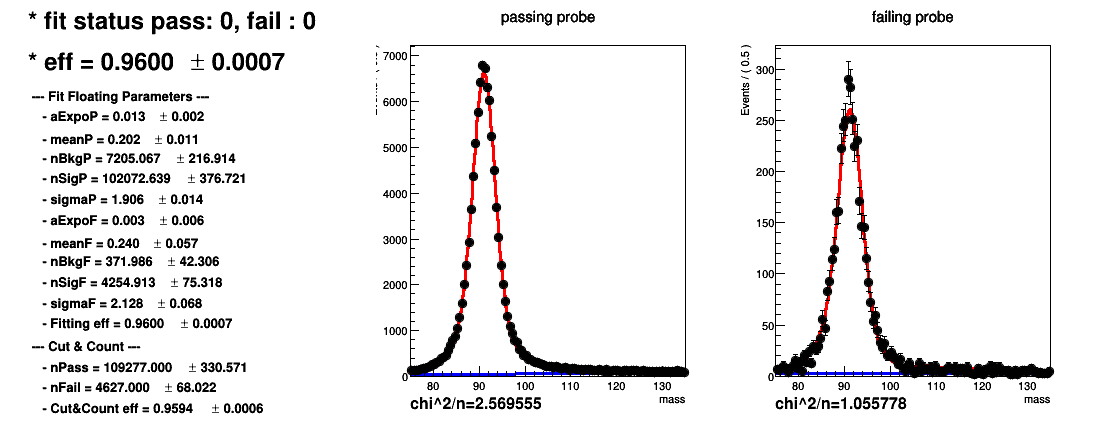 * fit status pass: 0, fail : 0
* eff = 0.9600 ± 0.0007
--- Fit Floating Parameters ---
- aExpoP = 0.013 ± 0.002
- meanP = 0.202 ± 0.011
- nBkgP = 7205.067 ± 216.914
- nSigP = 102072.639 ± 376.721
- sigmaP = 1.906 ± 0.014
- aExpoF = 0.003 ± 0.006
- meanF = 0.240 ± 0.057
- nBkgF = 371.986 ± 42.306
- nSigF = 4254.913 ± 75.318
- sigmaF = 2.128 ± 0.068
- Fitting eff = 0.9600 ± 0.0007
--- Cut & Count ---
- nPass = 109277.000 ± 330.571
- nFail = 4627.000 ± 68.022
- Cut&Count eff = 0.9594 ± 0.0006
passing probe
7000
6000
5000
4000
3000
2000
1000
0
80 90 100 110 120 130
mass
chi^2/n=2.569555
failing probe
Events / ( 0.5 )
300
250
200
150
100
50
0
80 90 100 110 120 130
mass
chi^2/n=1.055778